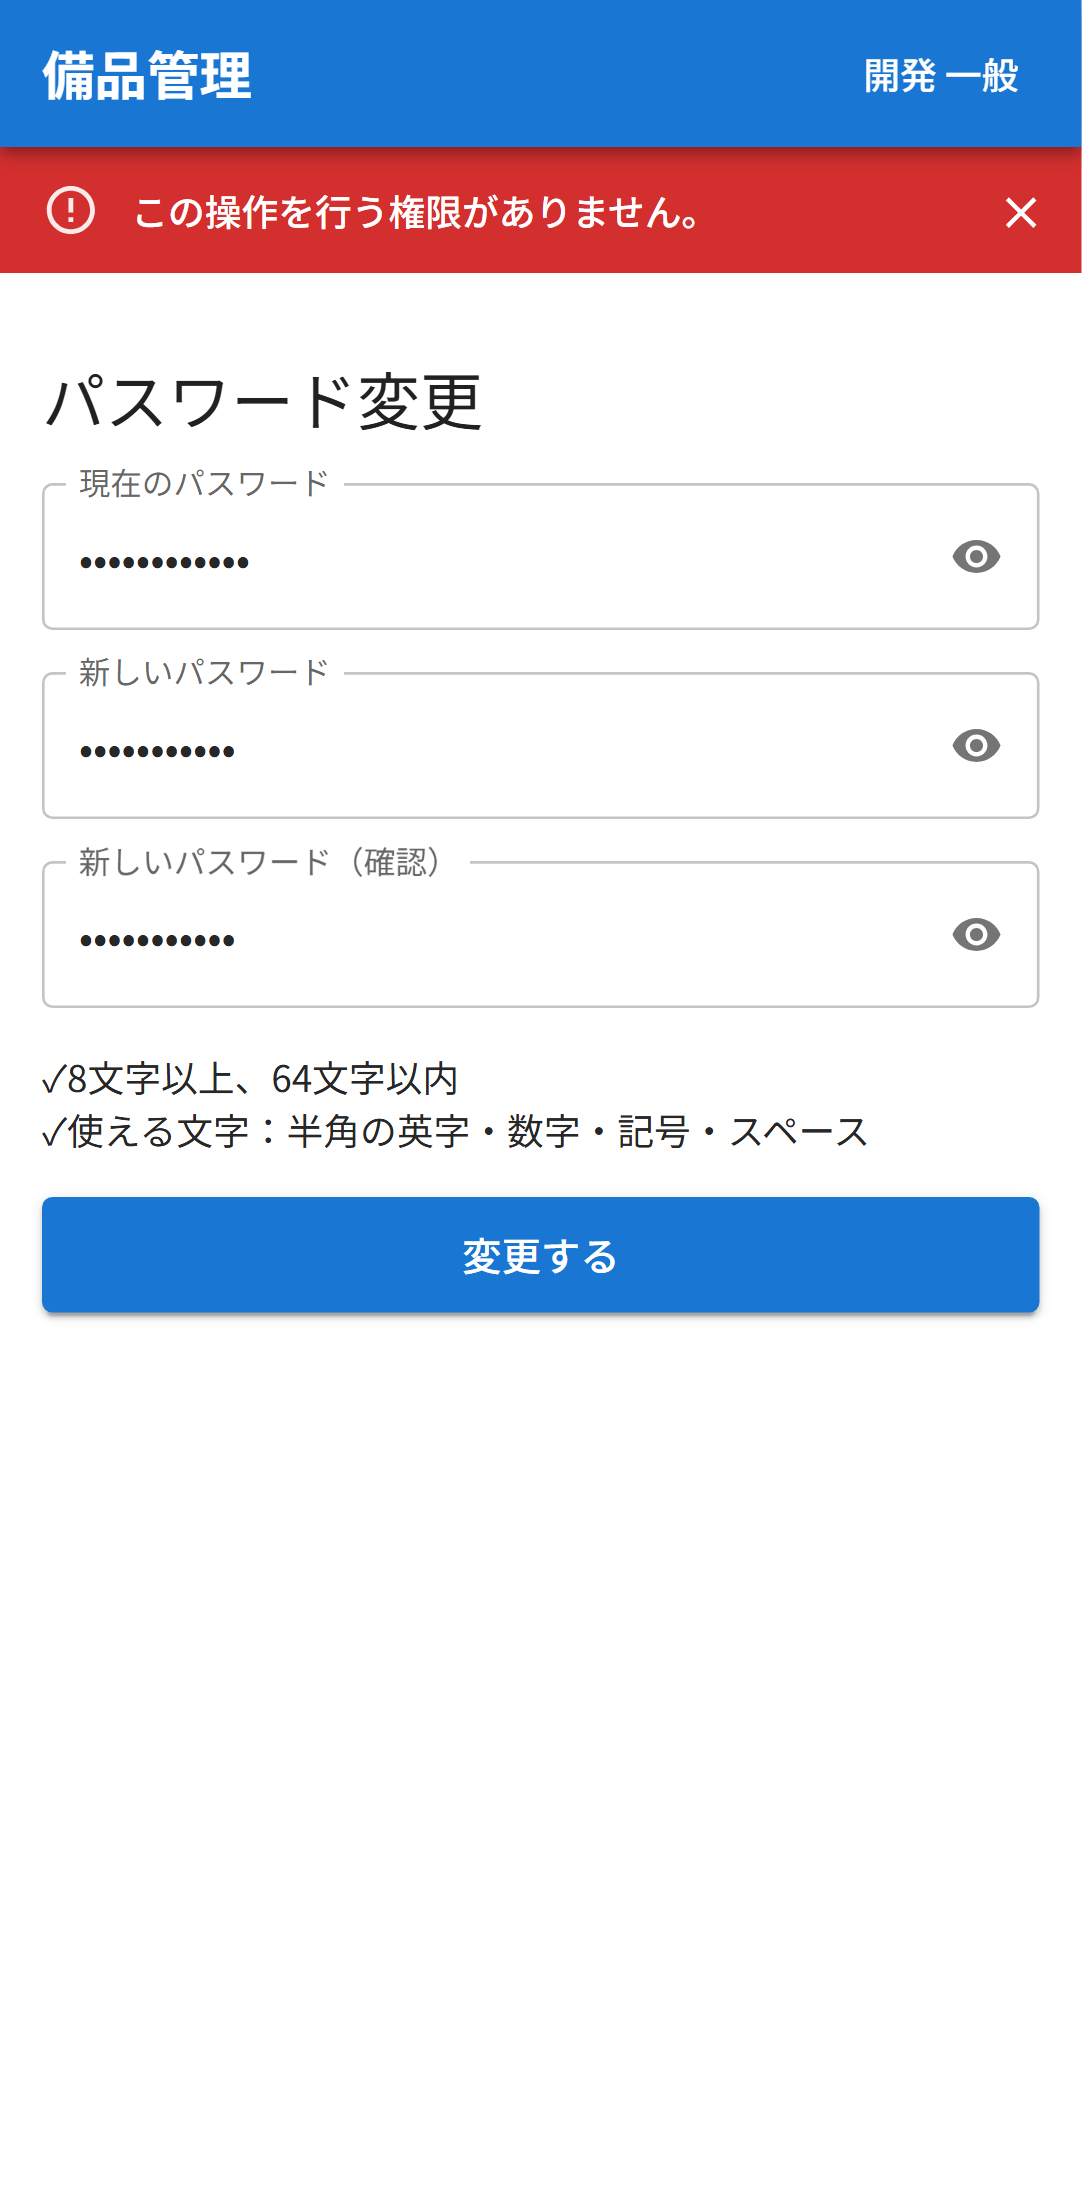 備品管理
開発 一般
この操作を行う権限がありません。
パスワード変更
現在のパスワード
••••••••••••
新しいパスワード
•••••••••••
新しいパスワード（確認）
•••••••••••
✓8文字以上、64文字以内
✓使える文字：半角の英字・数字・記号・スペース
変更する